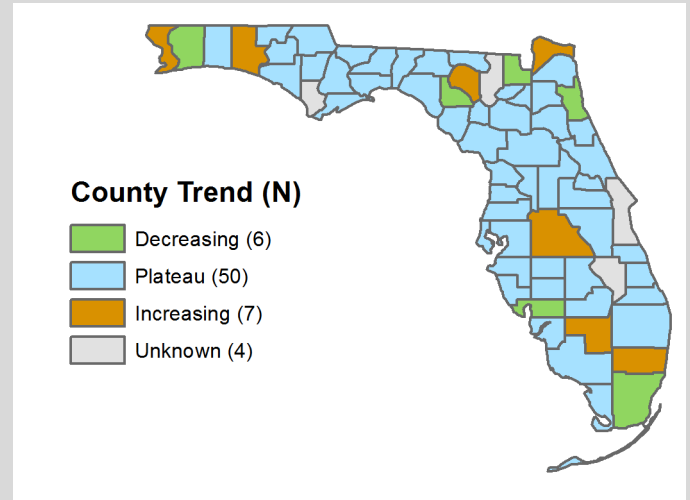 County Trend (N)
Decreasing (6)
Plateau (50)
Increasing (7)
Unknown (4)